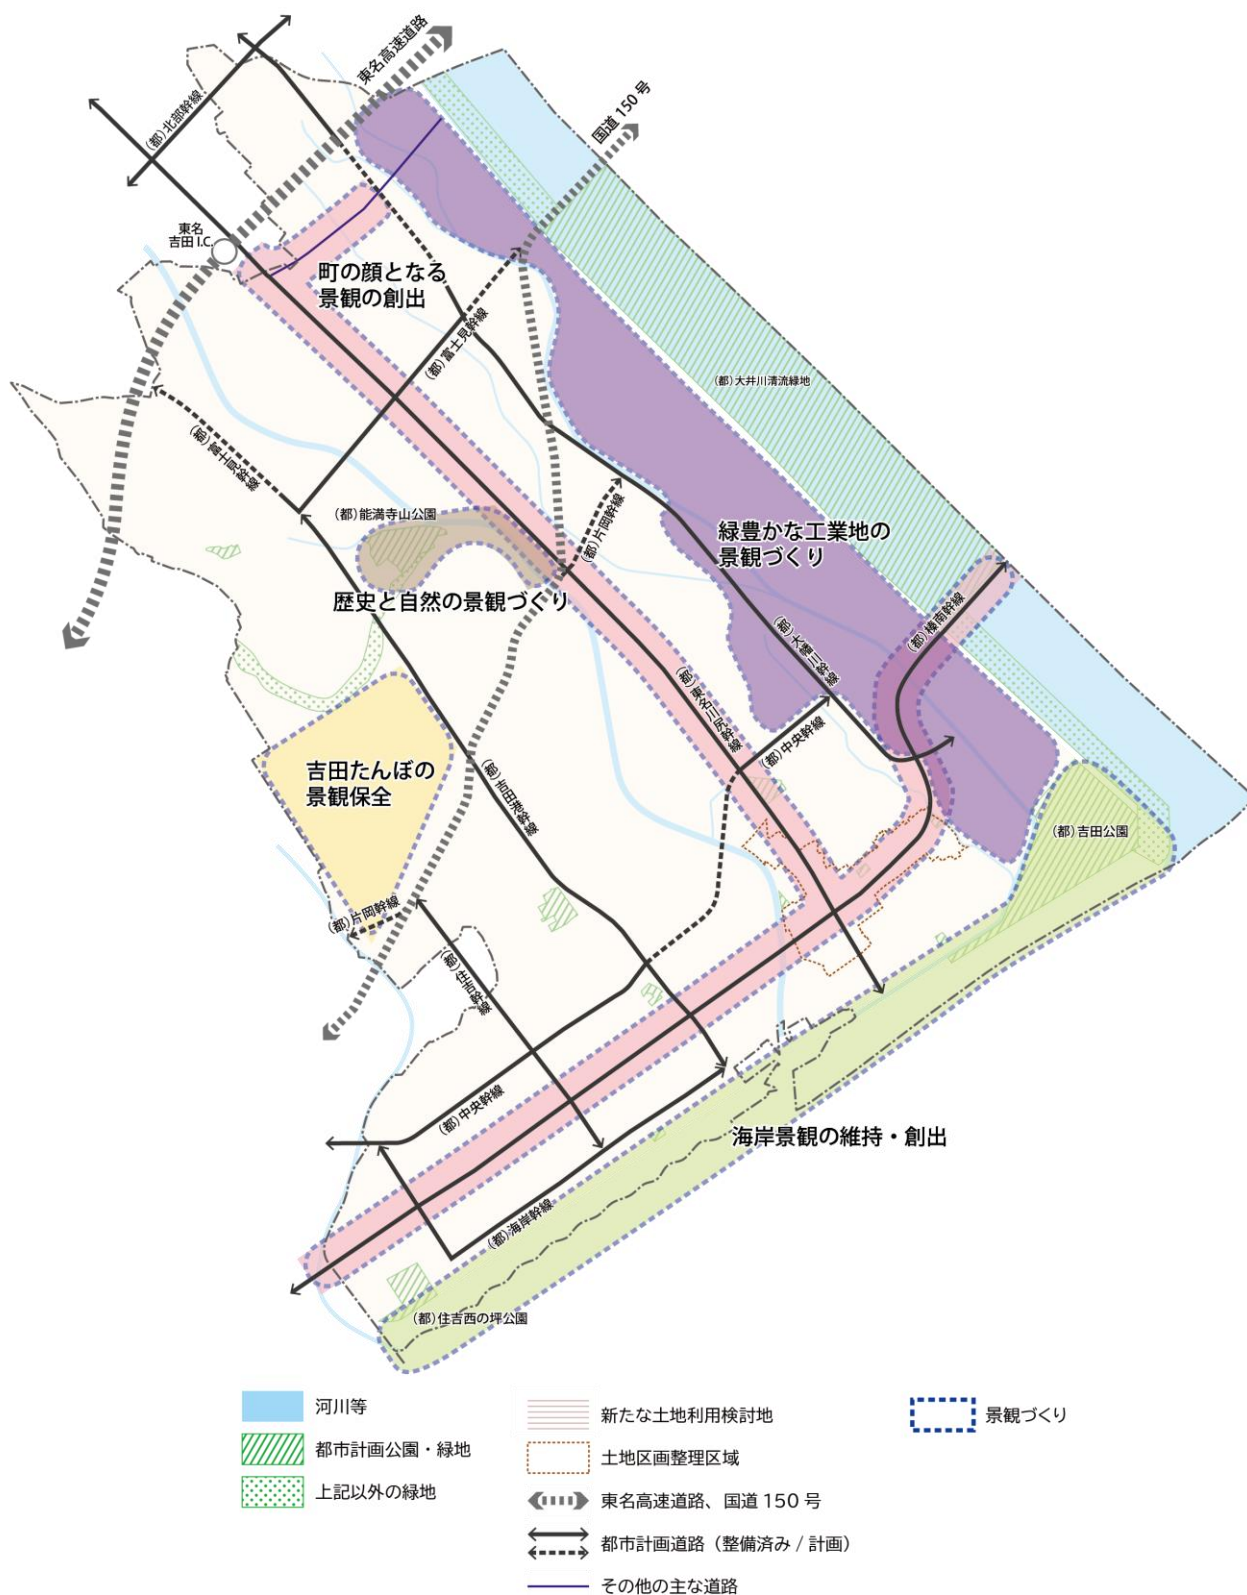 東名高速道路
国道 150 号
(都)北部幹線
東名
吉田 I.C.
町の顔となる
景観の創出
(都)富士見幹線
(都)大井川清流緑地
(都)富士見幹線
(都)能満寺山公園
(都)片岡幹線
緑豊かな工業地の
景観づくり
歴史と自然の景観づくり
(都)榛南幹線
(都)大幡川幹線
(都)東名川尻幹線
(都)中央幹線
吉田たんぼの
景観保全
(都)吉田港幹線
(都)吉田公園
(都)片岡幹線
(都)住吉幹線
(都)中央幹線
海岸景観の維持・創出
(都)海岸幹線
(都)住吉西の坪公園
河川等
都市計画公園・緑地
上記以外の緑地
新たな土地利用検討地
土地区画整理区域
東名高速道路、国道 150 号
都市計画道路（整備済み / 計画）
その他の主な道路
景観づくり